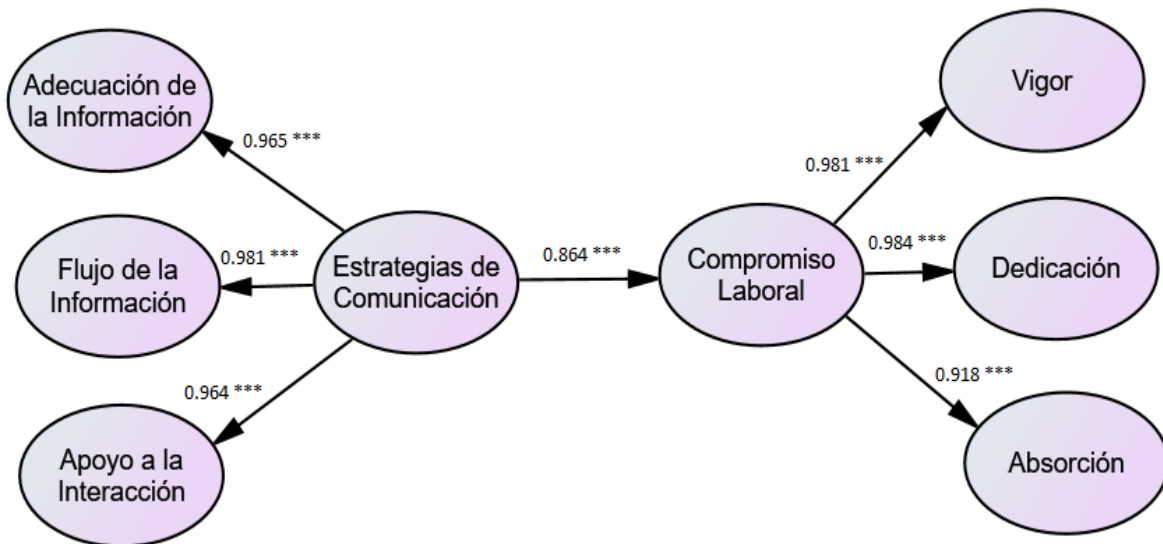 Adecuación de
la Información
0.965 ***
Flujo de la
Información
0.981 ***
Apoyo a la
Interacción
0.964 ***
Estrategias de
Comunicación
0.864 ***
Compromiso
Laboral
0.981 ***
Vigor
0.984 ***
Dedicación
0.918 ***
Absorción